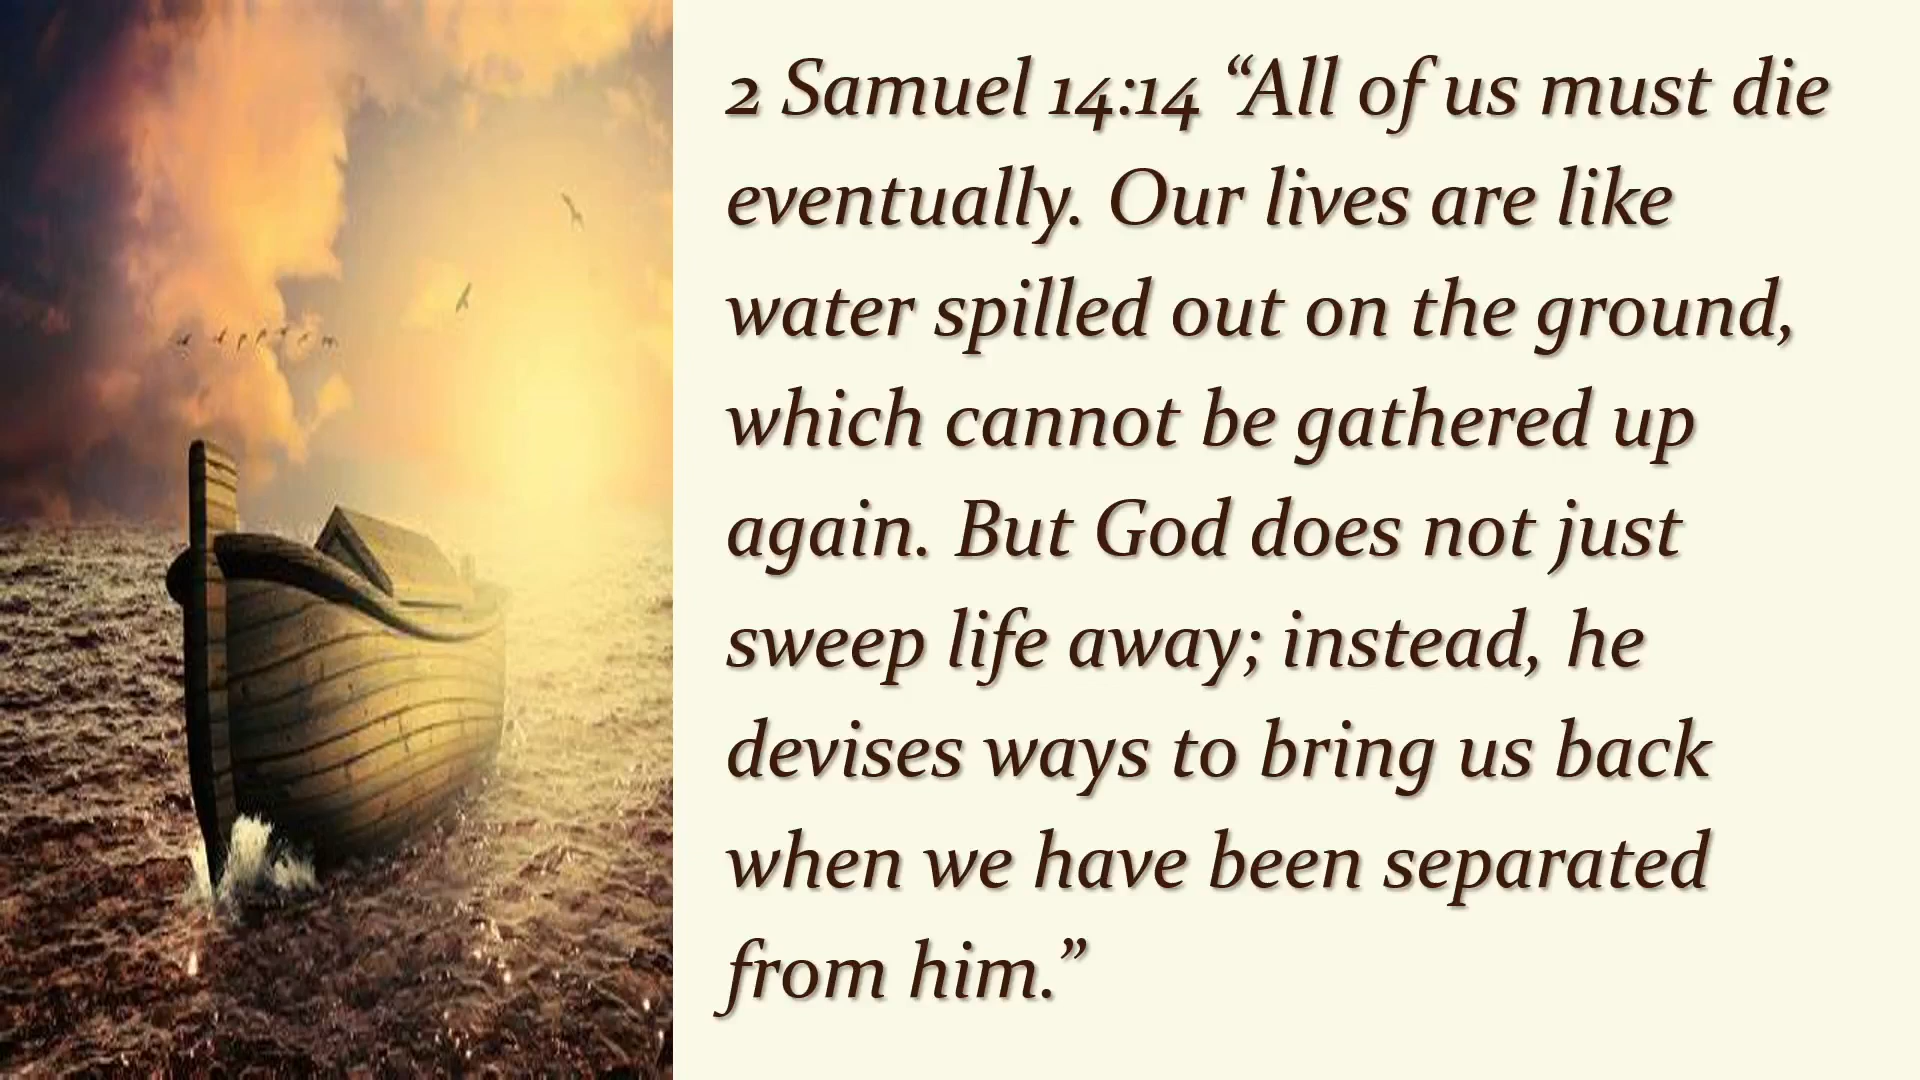 2 Samuel 14:14 “All of us must die
eventually. Our lives are like
water spilled out on the ground,
which cannot be gathered up
again. But God does not just
sweep life away; instead, he
devises ways to bring us back
when we have been separated
from him.”